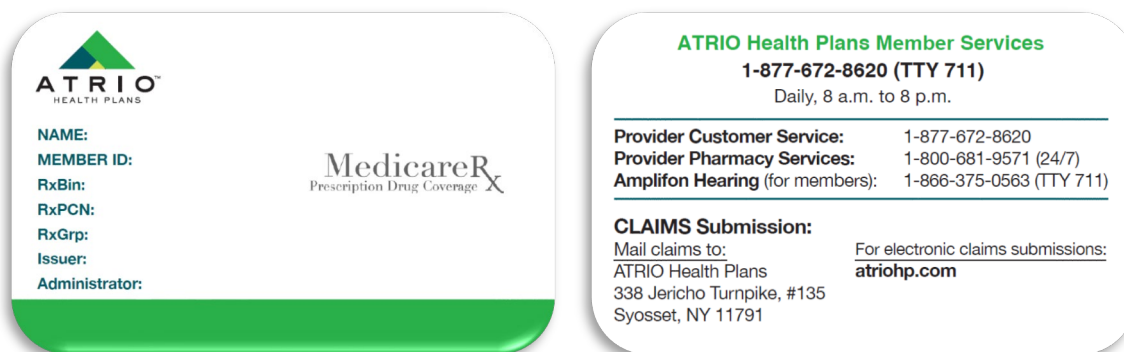 ATRIO™
HEALTH PLANS
NAME:
MEMBER ID:
RxBin:
RxPCN:
RxGrp:
Issuer:
Administrator:
MedicareRx
Prescription Drug Coverage
ATRIO Health Plans Member Services
1-877-672-8620 (TTY 711)
Daily, 8 a.m. to 8 p.m.
Provider Customer Service: 1-877-672-8620
Provider Pharmacy Services: 1-800-681-9571 (24/7)
Amplifon Hearing (for members): 1-866-375-0563 (TTY 711)
CLAIMS Submission:
Mail claims to:
ATRIO Health Plans
338 Jericho Turnpike, #135
Syosset, NY 11791
For electronic claims submissions:
atriohp.com